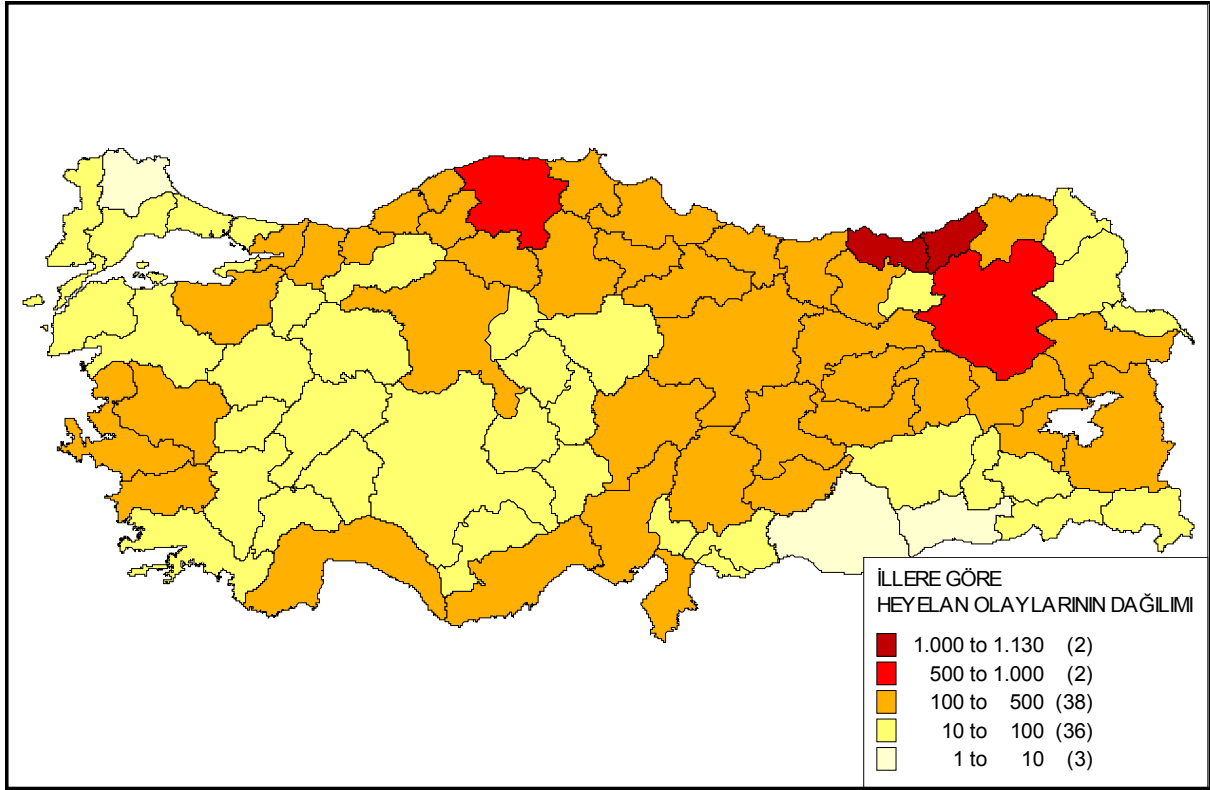 İLLERE GÖRE
HEYELAN OLAYLARININ DAĞILIMI
1.000 to 1.130 (2)
500 to 1.000 (2)
100 to 500 (38)
10 to 100 (36)
1 to 10 (3)